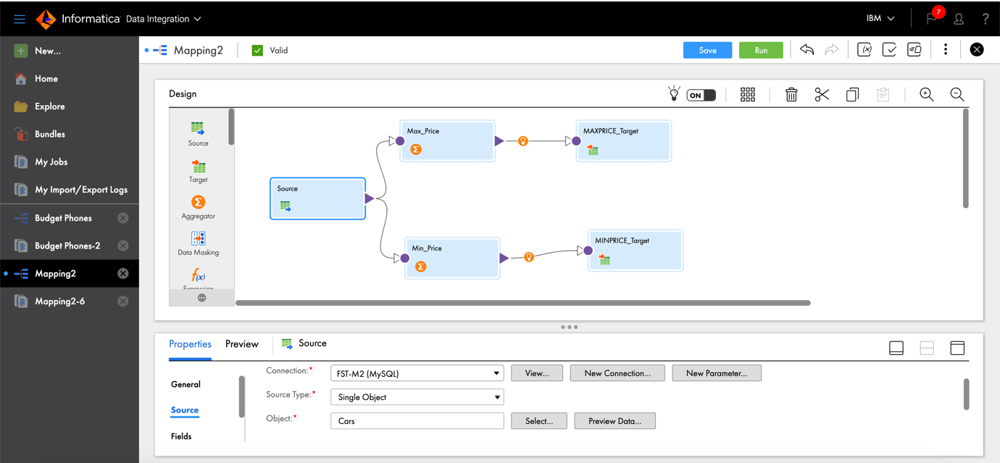 Informatica Data Integration
IBM
7
?
New...
Home
Explore
Bundles
My Jobs
My Import/Export Logs
Budget Phones
Budget Phones-2
Mapping2
Mapping2-6
Mapping2
Valid
Save
Run
(x)
Design
ON
Source
Target
Σ
Aggregator
Data Masking
f(x)
Expression
Source
Max_Price
Σ
MAXPRICE_Target
Min_Price
Σ
MINPRICE_Target
Properties
Preview
Source
General
Source
Fields
Connection:*
FST-M2 (MySQL)
View...
New Connection...
New Parameter...
Source Type:*
Single Object
Object:*
Cars
Select...
Preview Data...